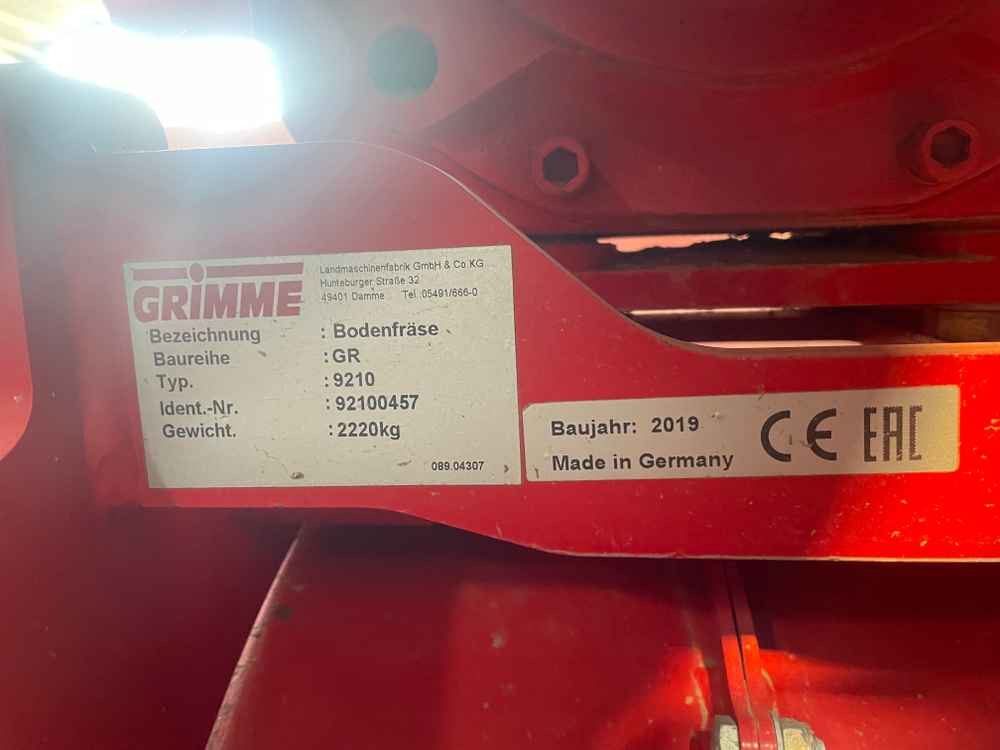 GRIMME
Landmaschinenfabrik GmbH & Co.KG
Hunteburger Straße 32
49401 Damme Tel.:05491/666-0
Bezeichnung : Bodenfräse
Baureihe :GR
Typ. :9210
Ident.-Nr. :92100457
Gewicht. :2220kg
089.04307
Baujahr: 2019
Made in Germany
CE EAC